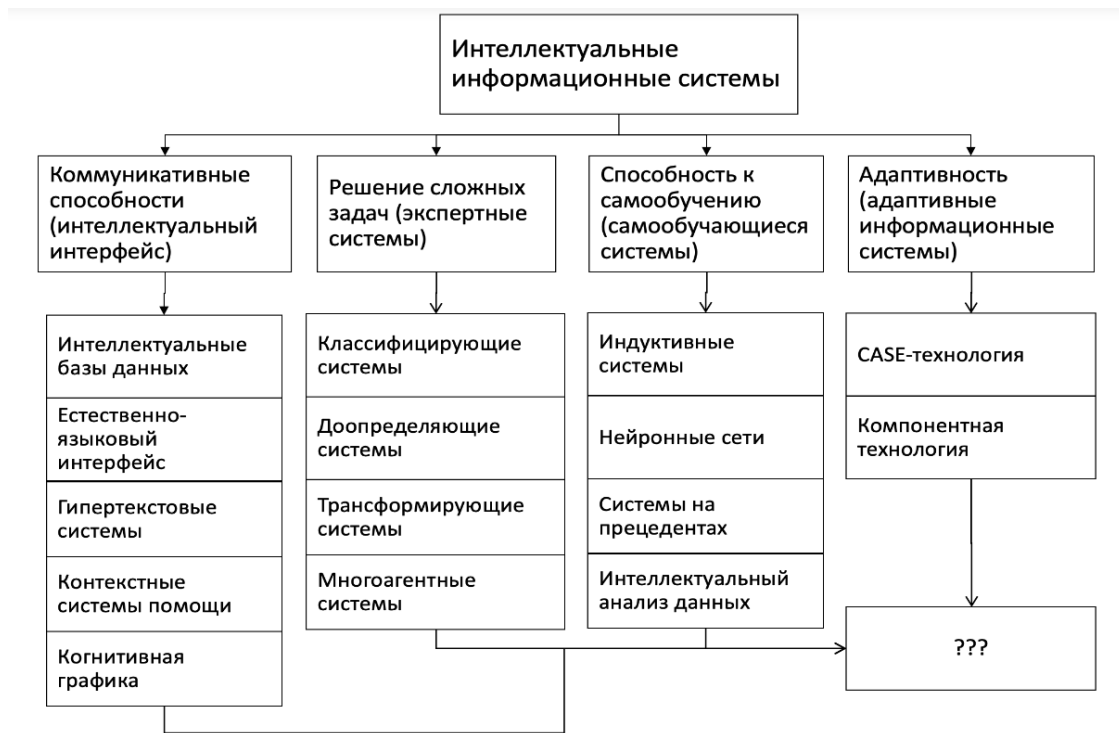 Интеллектуальные
информационные системы
Коммуникативные
способности
(интеллектуальный
интерфейс)
Решение сложных
задач (экспертные
системы)
Способность к
самообучению
(самообучающиеся
системы)
Адаптивность
(адаптивные
информационные
системы)
Интеллектуальные
базы данных
Естественно-
языковый
интерфейс
Гипертекстовые
системы
Контекстные
системы помощи
Когнитивная
графика
Классифицирующие
системы
Доопределяющие
системы
Трансформирующие
системы
Многоагентные
системы
Индуктивные
системы
Нейронные сети
Системы на
прецедентах
Интеллектуальный
анализ данных
CASE-технология
Компонентная
технология
???